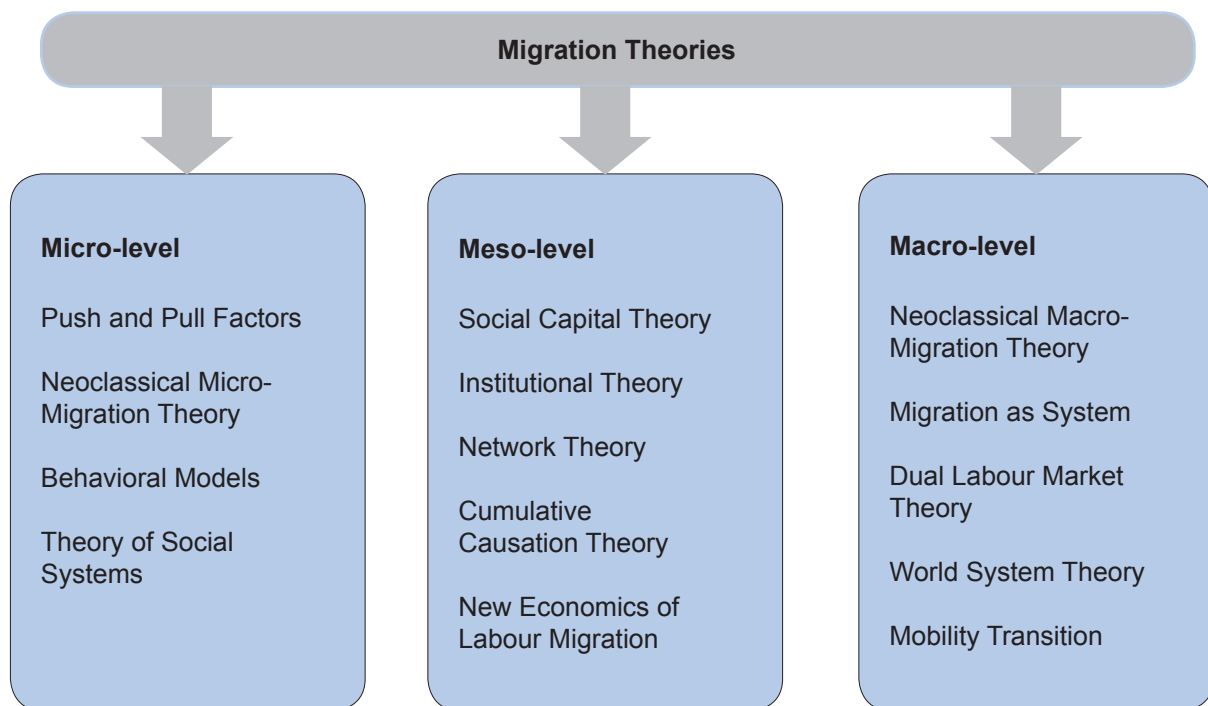 Migration Theories
Micro-level
Push and Pull Factors
Neoclassical Micro-
Migration Theory
Behavioral Models
Theory of Social
Systems
Meso-level
Social Capital Theory
Institutional Theory
Network Theory
Cumulative
Causation Theory
New Economics of
Labour Migration
Macro-level
Neoclassical Macro-
Migration Theory
Migration as System
Dual Labour Market
Theory
World System Theory
Mobility Transition